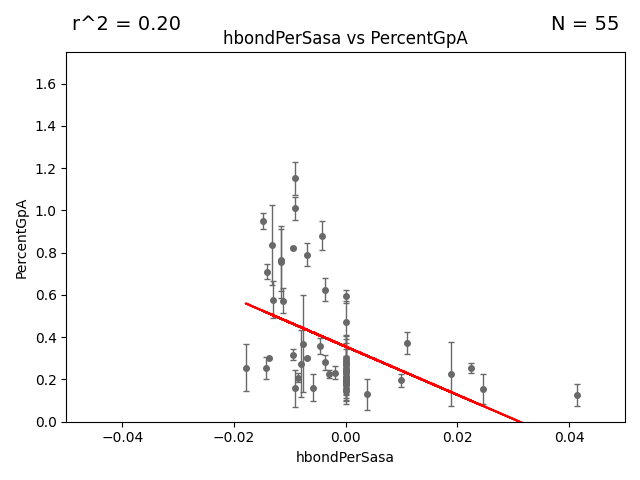 r^2 = 0.20
N = 55
hbondPerSasa vs PercentGpA
1.6
1.4
1.2
1.0
0.8
0.6
0.4
0.2
0.0
PercentGpA
−0.04
−0.02
0.00
0.02
0.04
hbondPerSasa